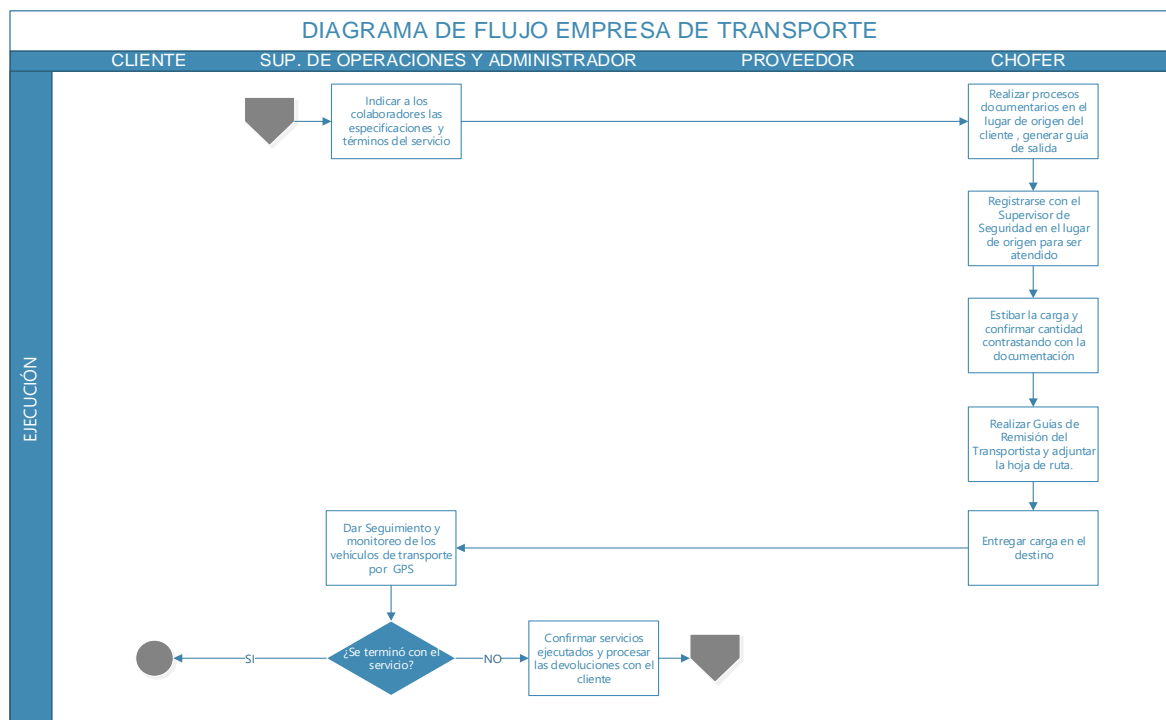 DIAGRAMA DE FLUJO EMPRESA DE TRANSPORTE
CLIENTE
SUP. DE OPERACIONES Y ADMINISTRADOR
PROVEEDOR
CHOFER
EJECUCIÓN
Indicar a los
colaboradores las
especificaciones y
términos del servicio
Realizar procesos
documentarios en el
lugar de origen del
cliente , generar guía
de salida
Registrarse con el
Supervisor de
Seguridad en el lugar
de origen para ser
atendido
Estibar la carga y
confirmar cantidad
contrastando con la
documentación
Realizar Guías de
Remisión del
Transportista y adjuntar
la hoja de ruta.
Entregar carga en el
destino
Dar Seguimiento y
monitoreo de los
vehículos de transporte
por GPS
¿Se terminó con el
servicio?
SI
NO
Confirmar servicios
ejecutados y procesar
las devoluciones con el
cliente